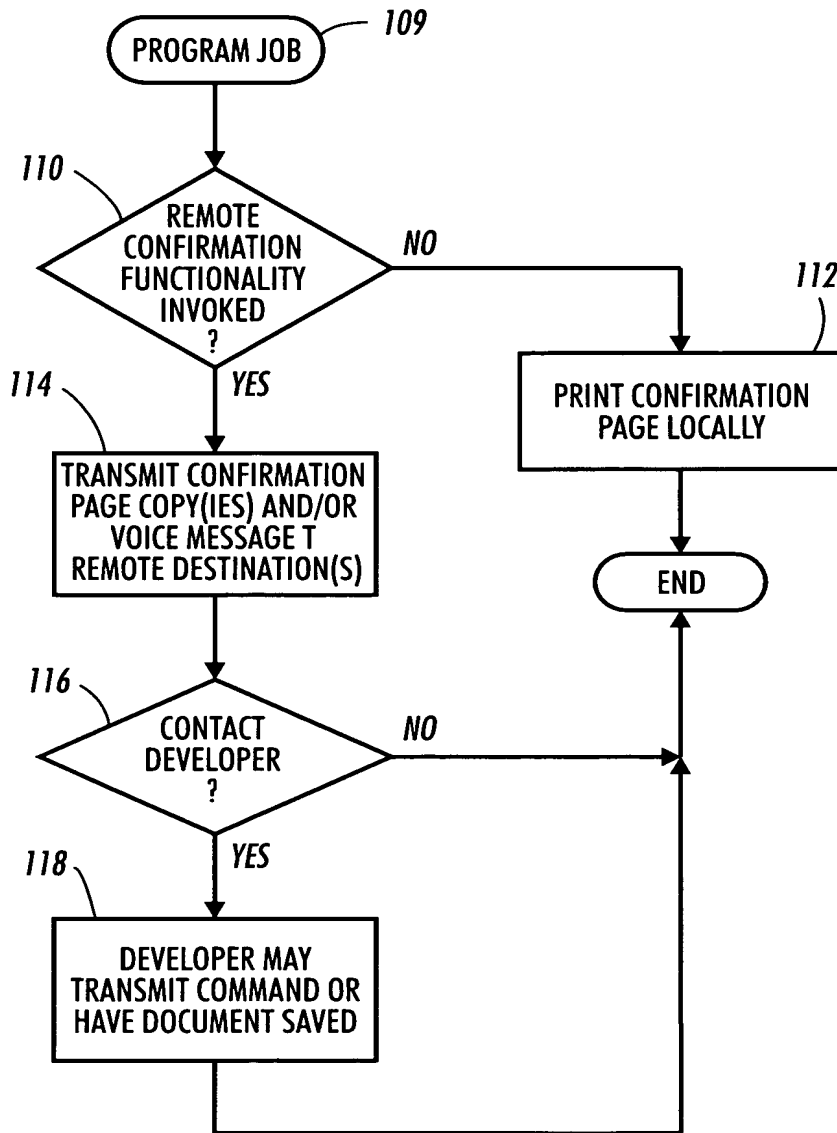 PROGRAM JOB
109
110
REMOTE
CONFIRMATION
FUNCTIONALITY
INVOKED
?
NO
YES
112
PRINT CONFIRMATION
PAGE LOCALLY
114
TRANSMIT CONFIRMATION
PAGE COPY(IES) AND/OR
VOICE MESSAGE T
REMOTE DESTINATION(S)
END
116
CONTACT
DEVELOPER
?
NO
YES
118
DEVELOPER MAY
TRANSMIT COMMAND OR
HAVE DOCUMENT SAVED